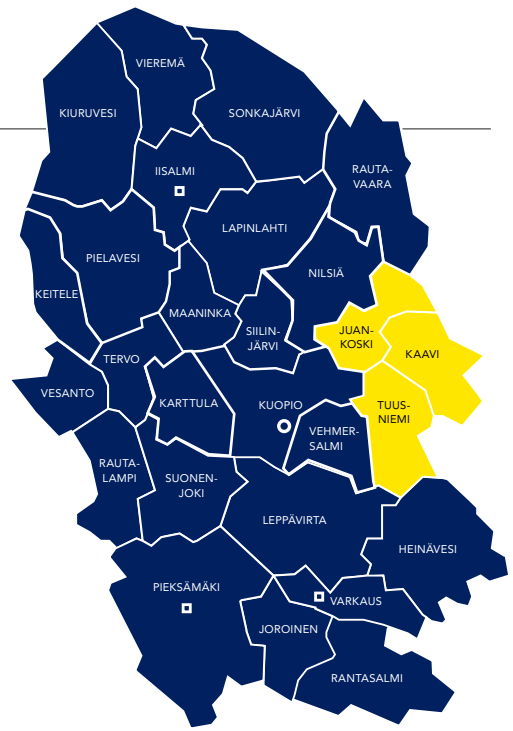 VIEREMÄ
KIURUVESI
SONKAJÄRVI
IISALMI
RAUTA-
VAARA
LAPINLAHTI
PIELAVESI
NILSIÄ
KEITELE
MAANINKA
SIILIN-
JÄRVI
JUAN-
KOSKI
KAAVI
TERVO
VESANTO
KARTTULA
KUOPIO
TUUS-
NIEMI
VEHMER-
SALMI
RAUTA-
LAMPI
SUONEN-
JOKI
LEPPÄVIRTA
HEINÄVESI
PIEKSÄMÄKI
VARKAUS
JOROINEN
RANTASALMI